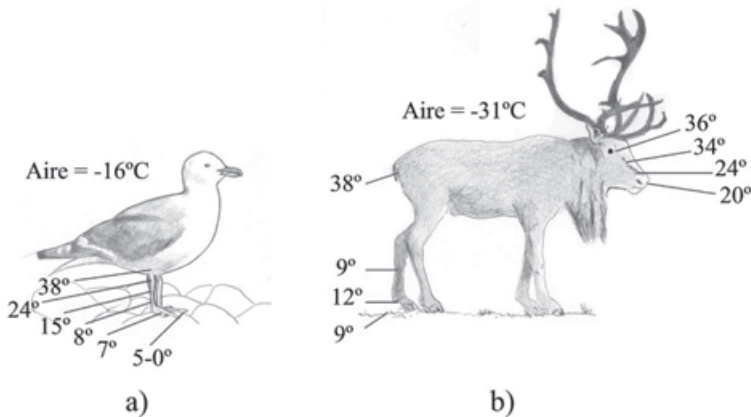 Aire = -16ºC
38º
24º
15º
8º
7º
5-0º
a)
Aire = -31ºC
36º
34º
24º
20º
38º
9º
12º
9º
b)